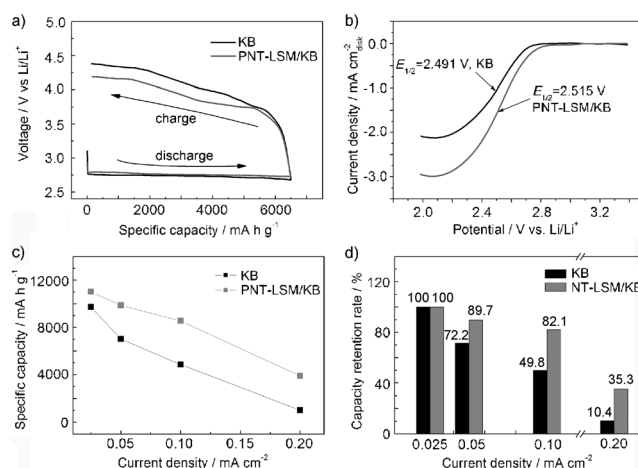 a)
KB
PNT-LSM/KB
Voltage / V vs Li/Li⁺
5.0
4.5
4.0
3.5
3.0
2.5
charge
discharge
0 2000 4000 6000
Specific capacity / mA h g⁻¹
b)
Current density / mA cm⁻²disk
0.0
-1.0
-2.0
-3.0
E1/2=2.491 V, KB
E1/2=2.515 V
PNT-LSM/KB
2.0 2.4 2.8 3.2
Potential / V vs. Li/Li⁺
c)
KB
PNT-LSM/KB
Specific capacity / mA h g⁻¹
12000
8000
4000
0
0.05 0.10 0.15 0.20
Current density / mA cm⁻²
d)
KB
NT-LSM/KB
Capacity retention rate / %
120
80
40
0
100 100
72.2 89.7
49.8 82.1
10.4 35.3
0.025 0.05 0.10 0.20
Current density / mA cm⁻²